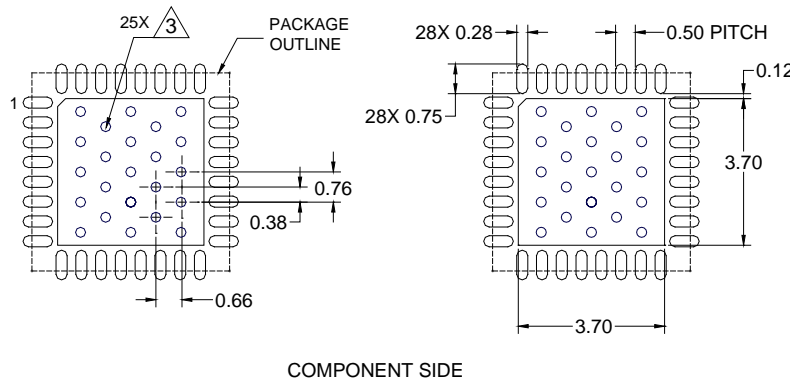 25X 3
PACKAGE
OUTLINE
1
0.76
0.38
0.66
28X 0.28
0.50 PITCH
0.12
28X 0.75
3.70
3.70
COMPONENT SIDE